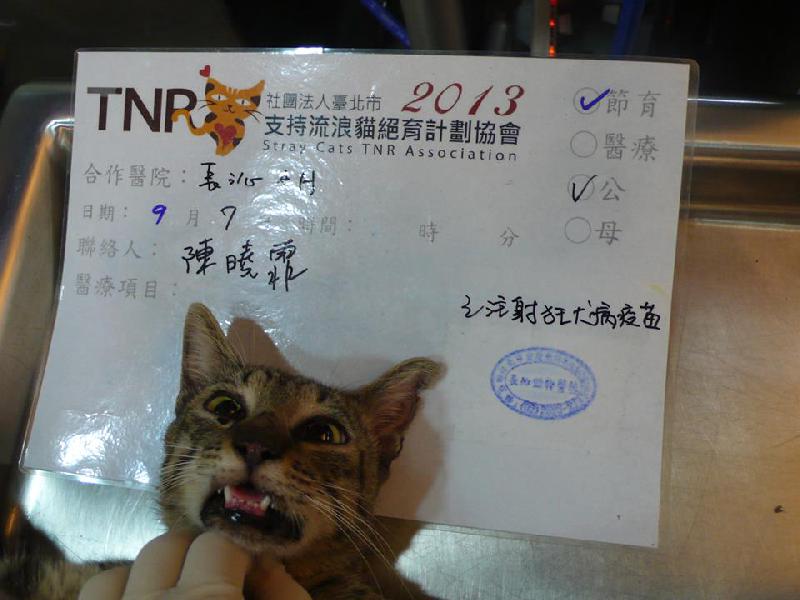 TNR 社團法人臺北市 2013
支持流浪貓絕育計劃協會
Stray Cats TNR Association
節育
醫療
公
母
合作醫院：長
日期：9月7 時間： 時 分
聯絡人：陳曉霏
醫療項目：
已注射狂犬病疫苗